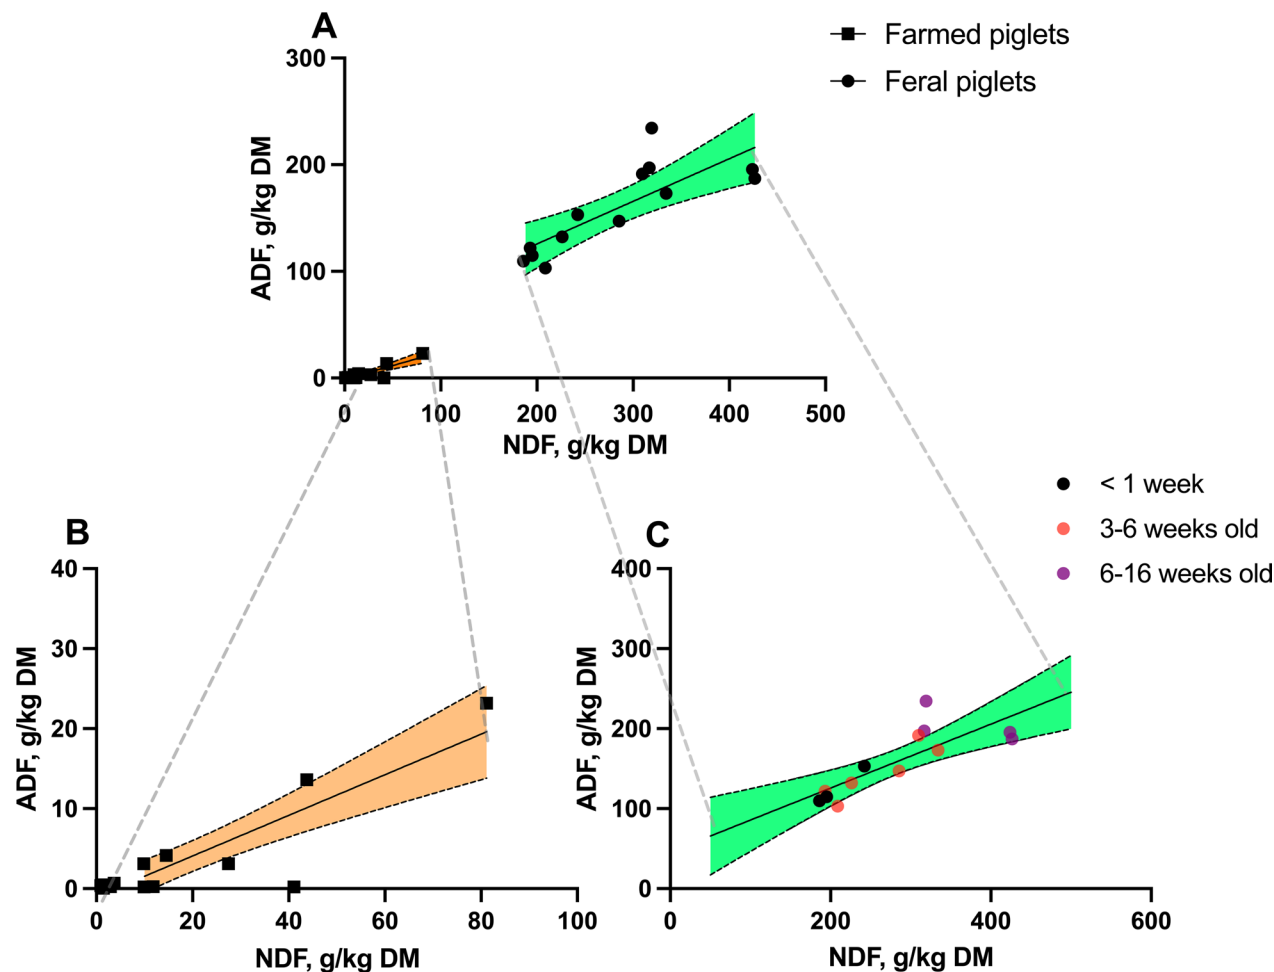 A
Farmed piglets
Feral piglets
300
200
100
0
ADF, g/kg DM
0 100 200 300 400 500
NDF, g/kg DM
< 1 week
3-6 weeks old
6-16 weeks old
B
40
30
20
10
0
ADF, g/kg DM
0 20 40 60 80 100
NDF, g/kg DM
C
400
300
200
100
0
ADF, g/kg DM
0 200 400 600
NDF, g/kg DM